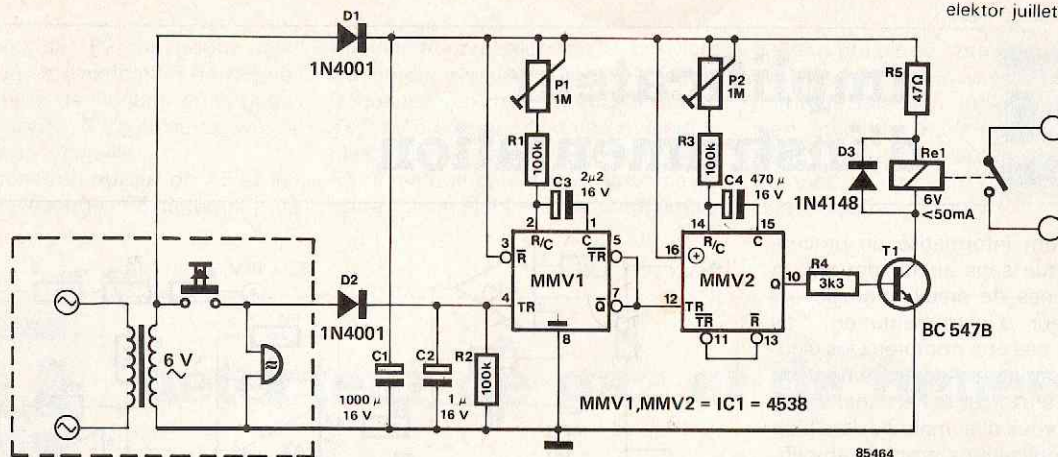 elektor juillet
D1
1N4001
P1
1M
P2
1M
R5
47Ω
R1
100k
R3
100k
D3
Re1
C3
2µ2
16 V
C4
470 µ
16 V
1N4148
6V
<50mA
2
1
14
15
R/C
C
R/C
C
3
R
TR
5
16
T1
MMV1
MMV2
Q
10
R4
3k3
D2
4
TR
Q
7
12
TR
BC 547B
1N4001
8
TR
R
11
13
6 V
~
C1
C2
R2
100k
1000 µ
16 V
1 µ
16 V
MMV1,MMV2 = IC1 = 4538
85464